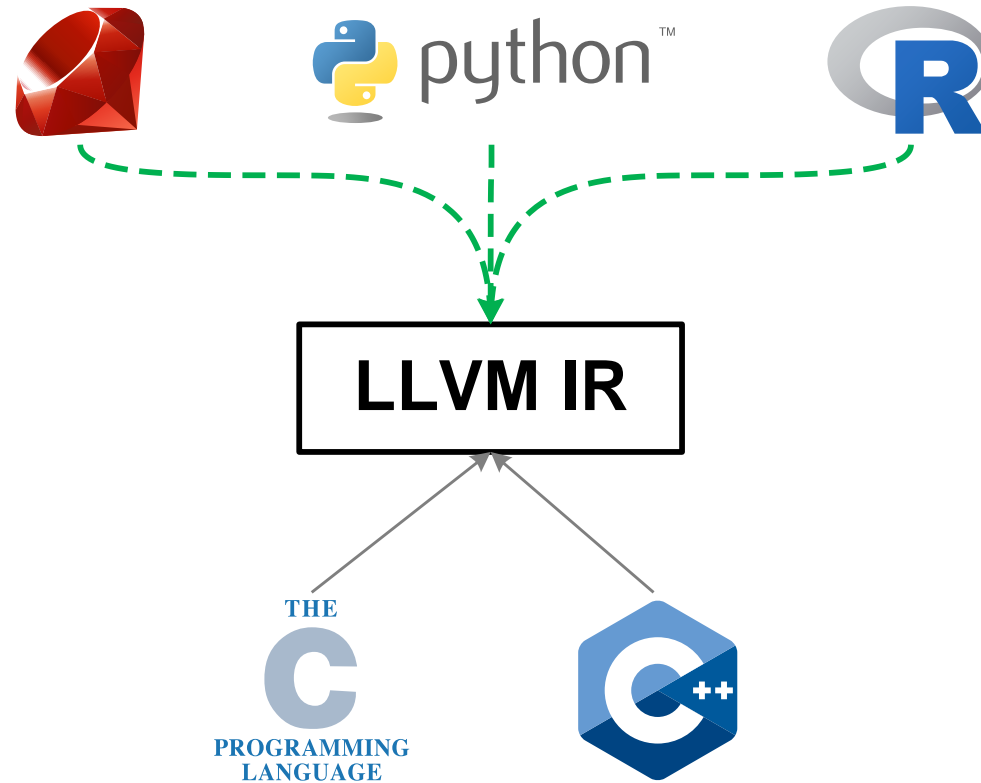 python™
R
LLVM IR
THE
C
PROGRAMMING
LANGUAGE
C++